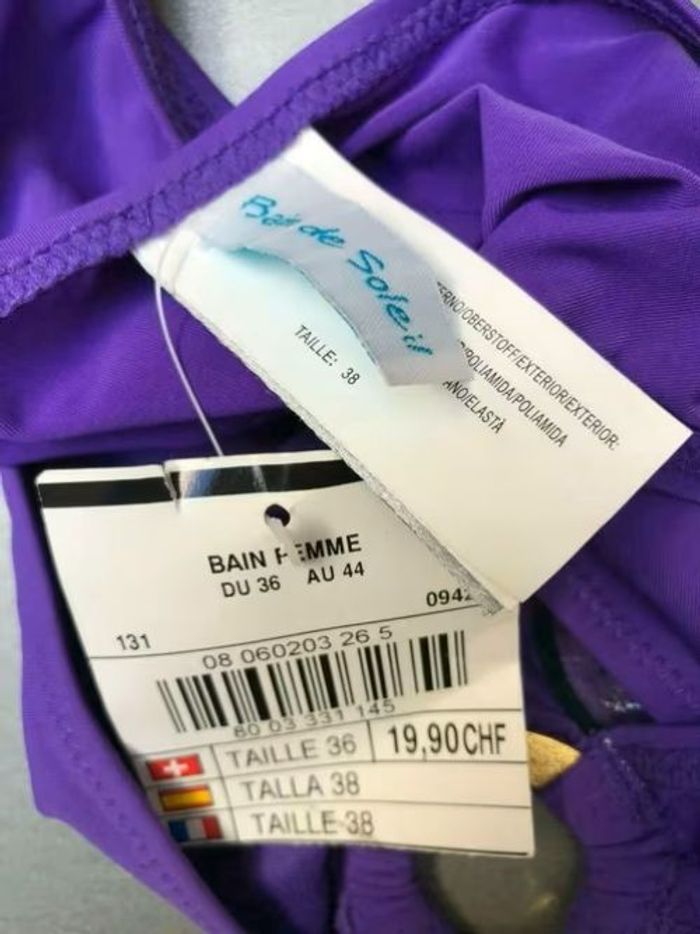 Bain de Soleil
TAILLE: 38
ERNO/OBERSTOFF/EXTERIOR/EXTERIOR:
/POLIAMIDA/POLIAMIDA
ANO/ELASTA
BAIN FEMME
DU 36 AU 44
131
08 060203 26 5
80 03 331 145
TAILLE 36
19,90CHF
TALLA 38
TAILLE 38